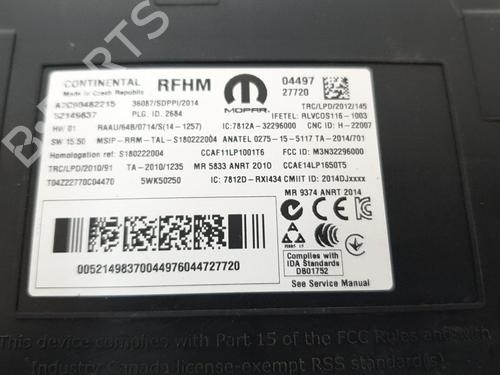 CONTINENTAL RFHM MOPAR 04497
Made in Czech Republic 27720
A2C90482215 36087/SDPPI/2014 TRC/LPD/2012/145
52149837 PLG. ID. 2684 IFETEL: RLVCOS116-1003
HW 01 RAAU/64B/0714/S(14-1257) IC:7812A-32296000 CNC ID: H-22007
SW 15.50 MSIP-RRM-TAL-S180222004 ANATEL 0275-15-5117 TA-2014/701
Homologation ref: S180222004 CCAF11LP1001T6 FCC ID: M3N32296000
TRC/LPD/2010/91 TA-2010/1235 MR 5833 ANRT 2010 CCAE14LP1650T5
T04Z22770C04470 5WK50250 IC: 7812D-RXI434 CMIIT ID: 2014DJxxxx
MR 9374 ANRT 2014
Complies with
IDA Standards
DB01752
00521498370044976044727720
See Service Manual
This device complies with Part 15 of the FCC Rules and with
Industry Canada license-exempt RSS standard(s)